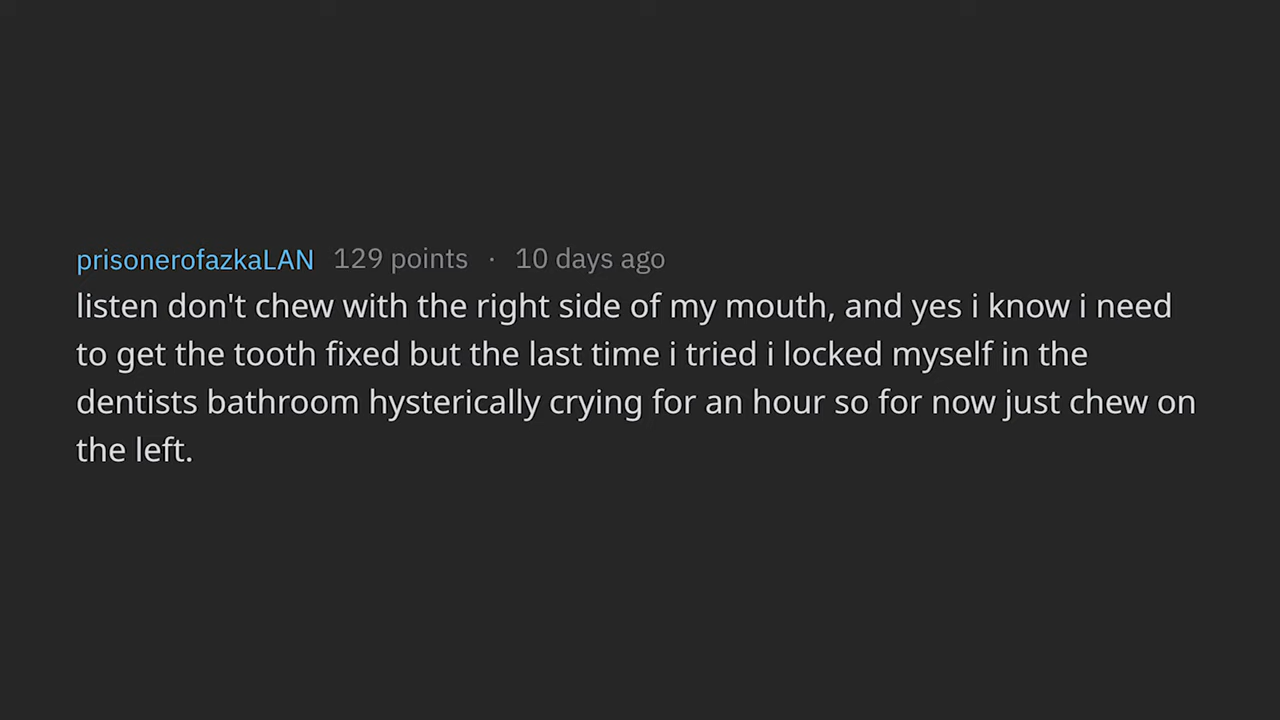 prisonerofazkaLAN 129 points · 10 days ago
listen don't chew with the right side of my mouth, and yes i know i need
to get the tooth fixed but the last time i tried i locked myself in the
dentists bathroom hysterically crying for an hour so for now just chew on
the left.